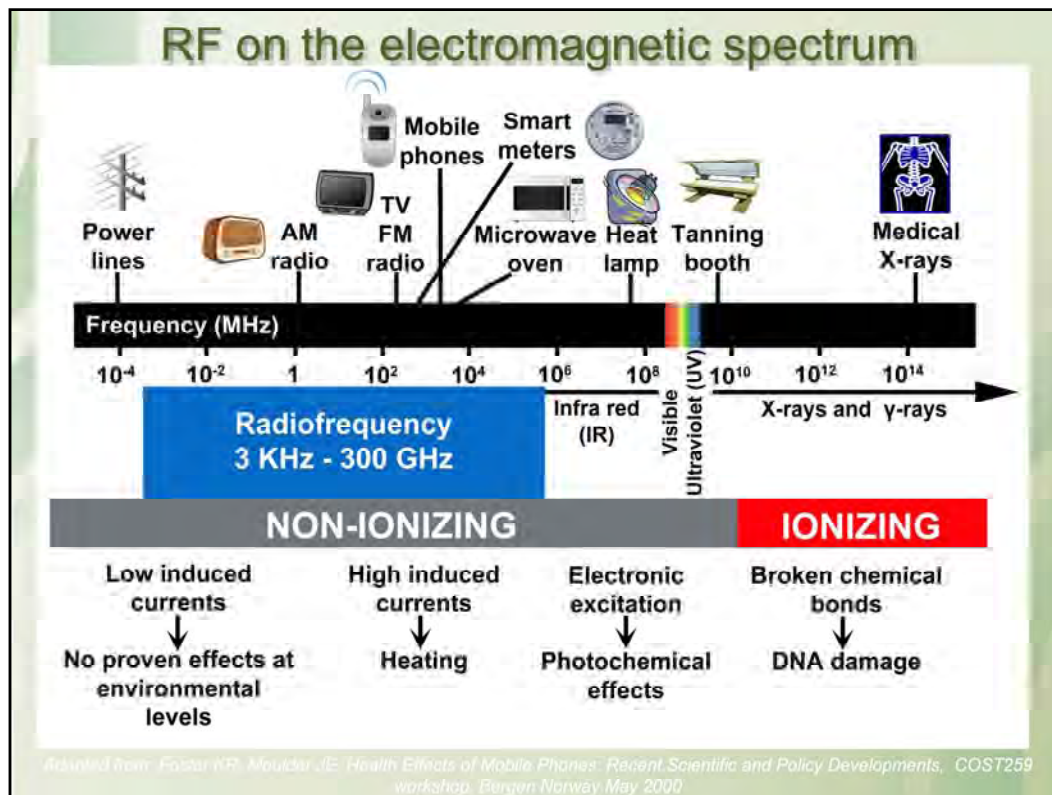 RF on the electromagnetic spectrum
Power
lines
AM
radio
TV
FM
radio
Mobile
phones
Smart
meters
Microwave
oven
Heat
lamp
Tanning
booth
Medical
X-rays
Frequency (MHz)
10⁻⁴ 10⁻² 1 10² 10⁴ 10⁶ 10⁸ 10¹⁰ 10¹² 10¹⁴
Radiofrequency
3 KHz - 300 GHz
Infra red
(IR)
Visible
Ultraviolet (UV)
X-rays and γ-rays
NON-IONIZING
IONIZING
Low induced
currents
No proven effects at
environmental
levels
High induced
currents
Heating
Electronic
excitation
Photochemical
effects
Broken chemical
bonds
DNA damage
Adapted from: Foster KR, Moulder JE. Health Effects of Mobile Phones: Recent Scientific and Policy Developments, COST259
workshop, Bergen Norway May 2000